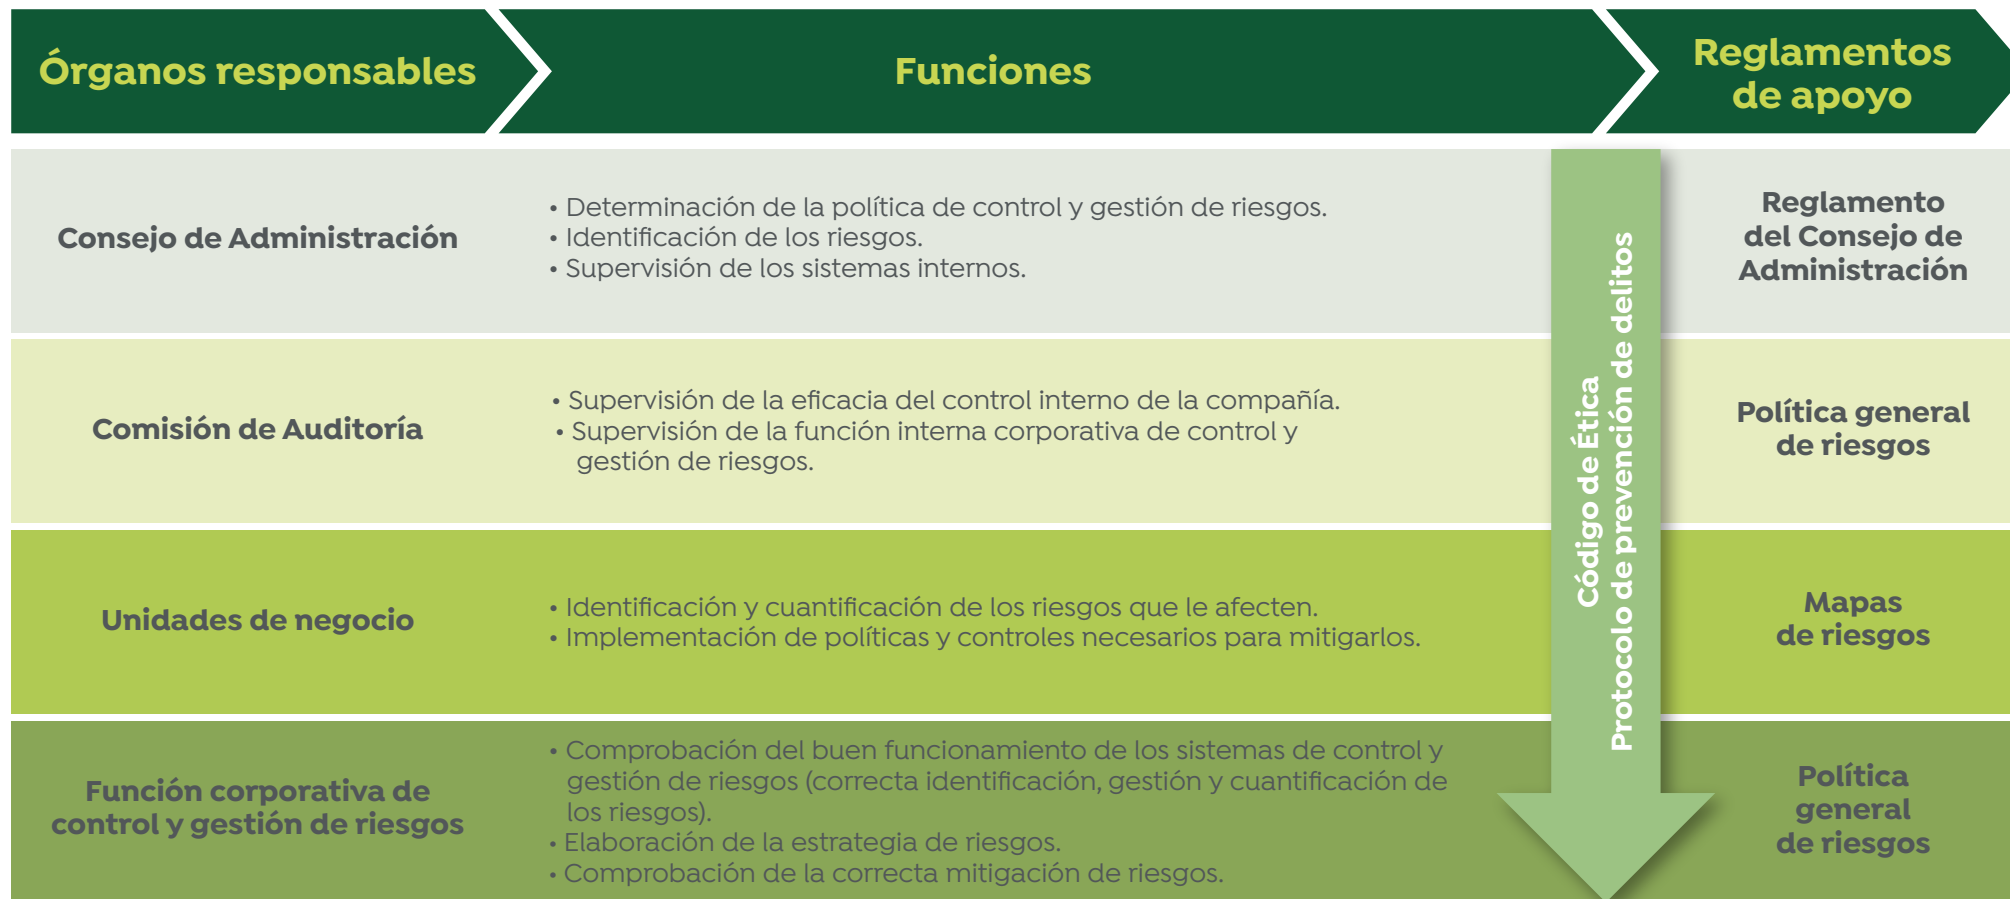 Órganos responsables
Funciones
Reglamentos
de apoyo
Consejo de Administración
• Determinación de la política de control y gestión de riesgos.
• Identificación de los riesgos.
• Supervisión de los sistemas internos.
Reglamento
del Consejo de
Administración
Comisión de Auditoría
• Supervisión de la eficacia del control interno de la compañía.
• Supervisión de la función interna corporativa de control y
gestión de riesgos.
Política general
de riesgos
Unidades de negocio
• Identificación y cuantificación de los riesgos que le afecten.
• Implementación de políticas y controles necesarios para mitigarlos.
Mapas
de riesgos
Función corporativa de
control y gestión de riesgos
• Comprobación del buen funcionamiento de los sistemas de control y
gestión de riesgos (correcta identificación, gestión y cuantificación de
los riesgos).
• Elaboración de la estrategia de riesgos.
• Comprobación de la correcta mitigación de riesgos.
Política
general
de riesgos
Código de Ética
Protocolo de prevención de delitos